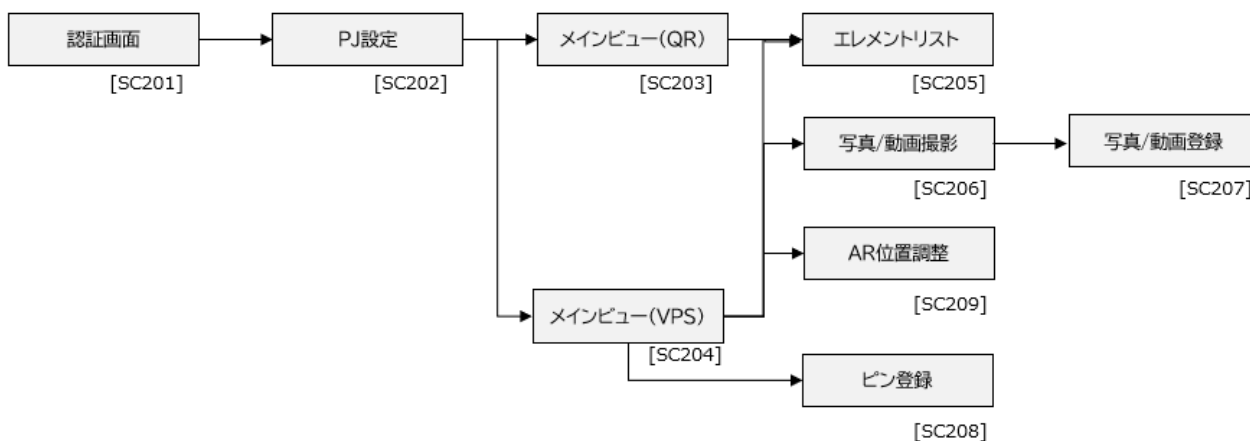 認証画面
[SC201]
PJ設定
[SC202]
メインビュー(QR)
[SC203]
エレメントリスト
[SC205]
写真/動画撮影
[SC206]
写真/動画登録
[SC207]
AR位置調整
[SC209]
メインビュー(VPS)
[SC204]
ピン登録
[SC208]